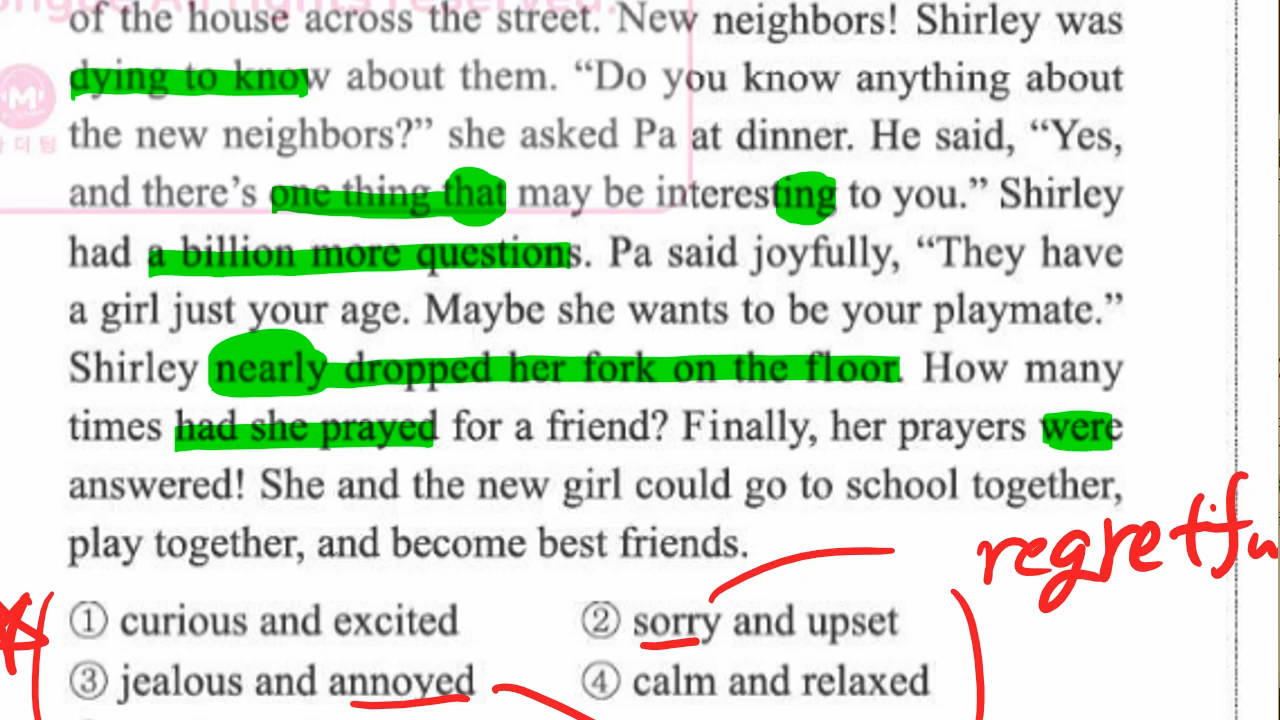 of the house across the street. New neighbors! Shirley was
dying to know about them. “Do you know anything about
the new neighbors?” she asked Pa at dinner. He said, “Yes,
and there’s one thing that may be interesting to you.” Shirley
had a billion more questions. Pa said joyfully, “They have
a girl just your age. Maybe she wants to be your playmate.”
Shirley nearly dropped her fork on the floor. How many
times had she prayed for a friend? Finally, her prayers were
answered! She and the new girl could go to school together,
play together, and become best friends.
regretfu
① curious and excited ② sorry and upset
③ jealous and annoyed ④ calm and relaxed